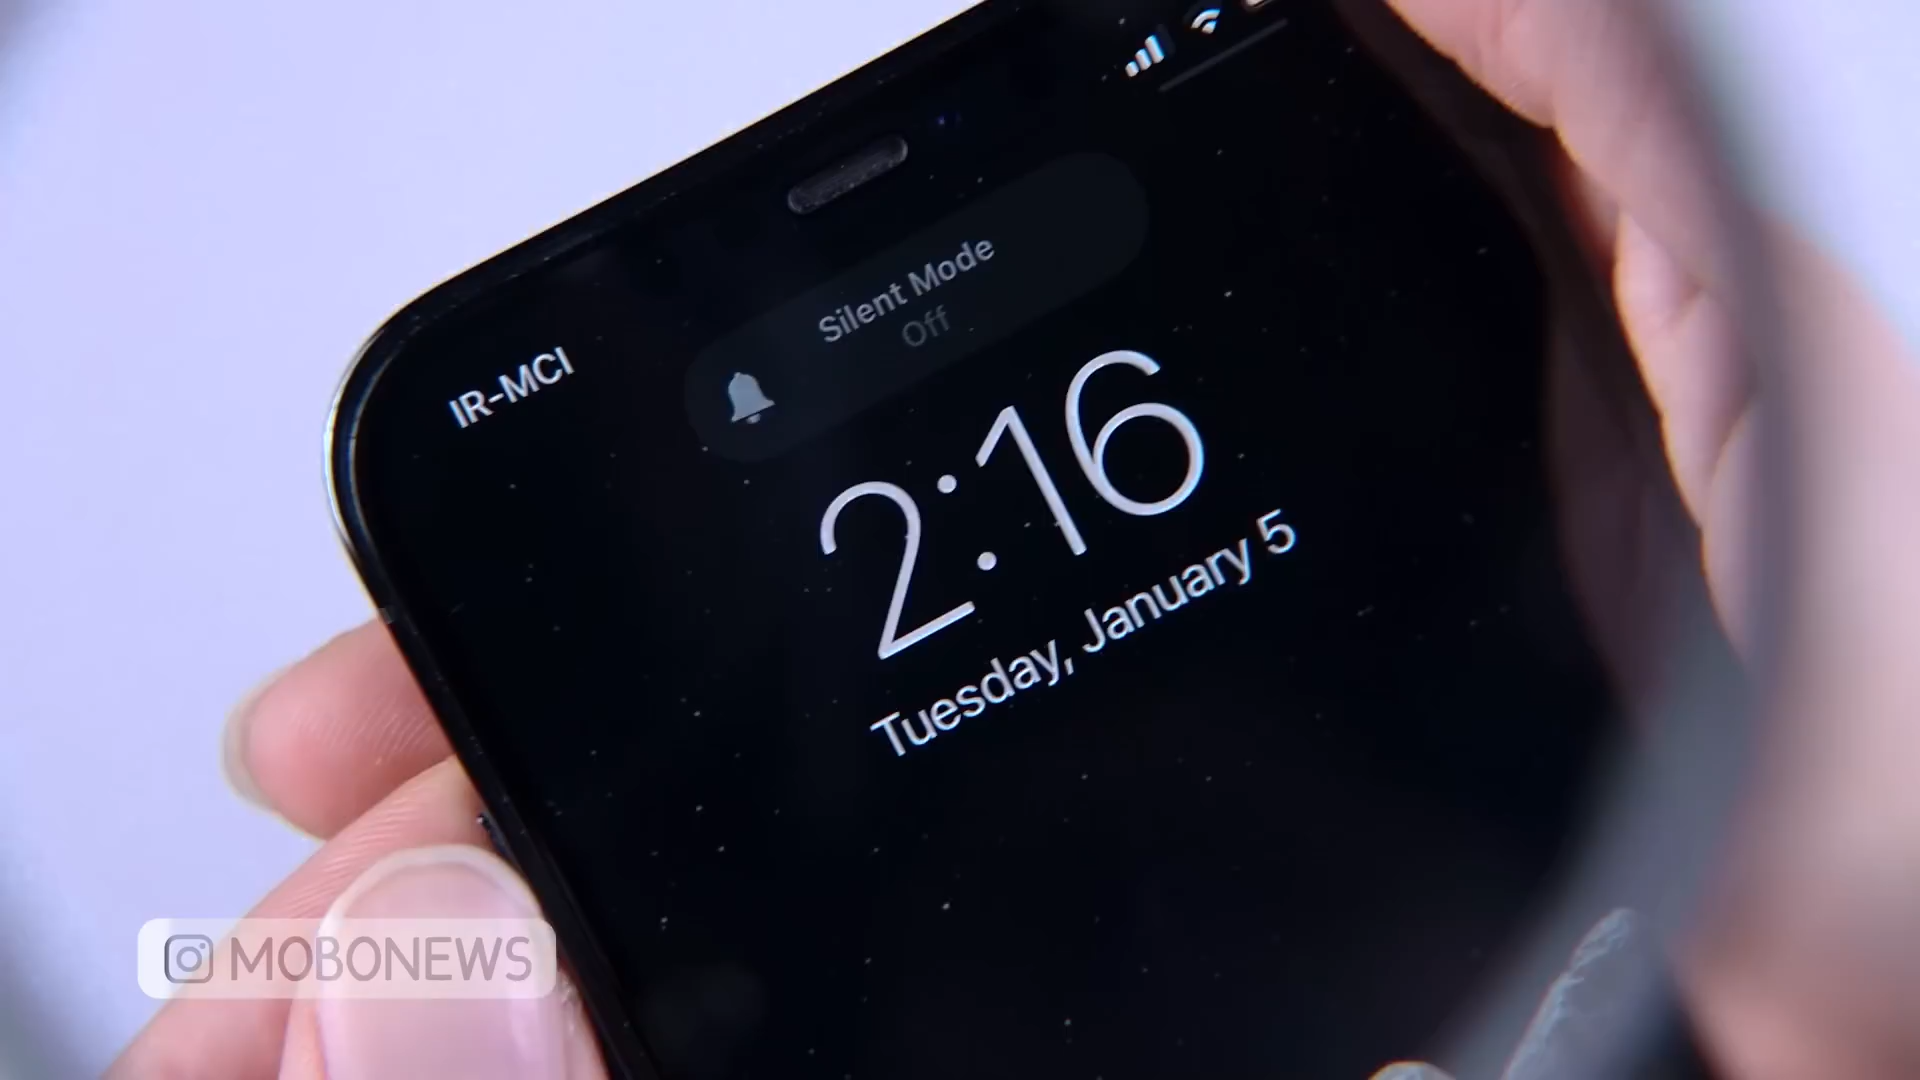 IR-MCI
Silent Mode
Off
2:16
Tuesday, January 5
MOBONEWS